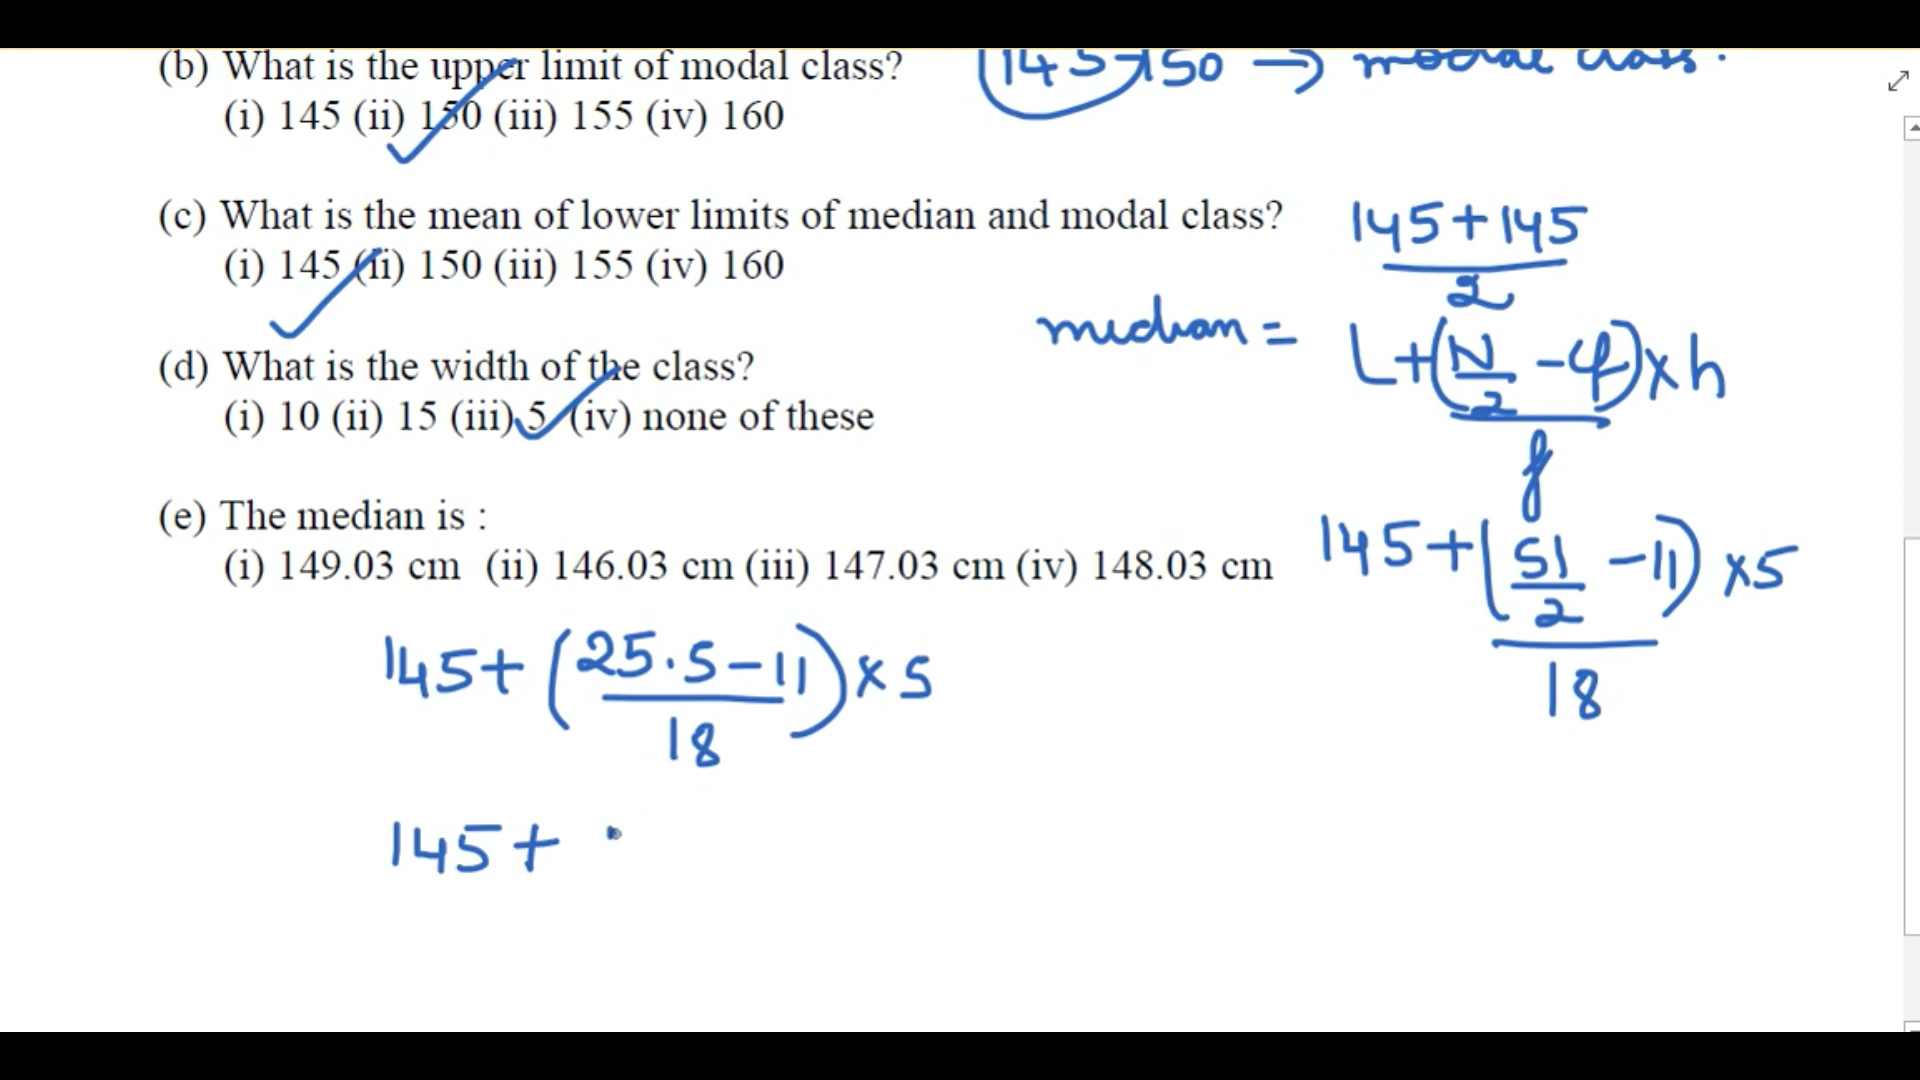 (b) What is the upper limit of modal class?
145-150 → modal class.
(i) 145 (ii) 150 (iii) 155 (iv) 160
(c) What is the mean of lower limits of median and modal class?
145+145
2
(i) 145 (ii) 150 (iii) 155 (iv) 160
median = L+(N/2 -cf)×h
f
(d) What is the width of the class?
(i) 10 (ii) 15 (iii) 5 (iv) none of these
(e) The median is :
(i) 149.03 cm (ii) 146.03 cm (iii) 147.03 cm (iv) 148.03 cm
145+(51/2 -11) ×5
18
145+(25.5-11)×5
18
145+